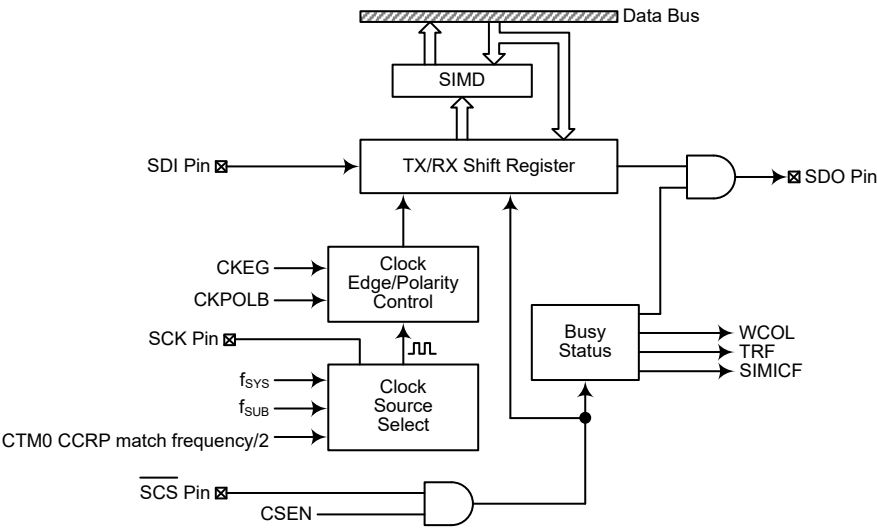 Data Bus
SIMD
SDI Pin
TX/RX Shift Register
SDO Pin
CKEG
CKPOLB
Clock
Edge/Polarity
Control
SCK Pin
Busy
Status
WCOL
TRF
SIMICF
fSYS
fSUB
CTM0 CCRP match frequency/2
Clock
Source
Select
SCS Pin
CSEN